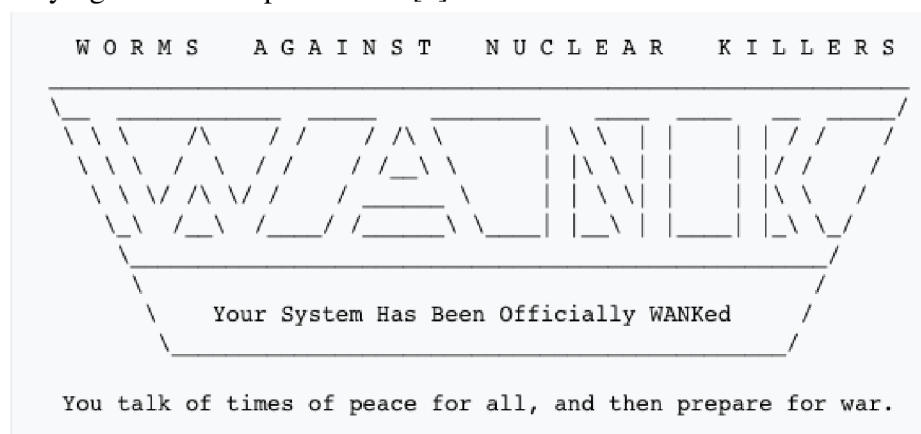 W O R M S   A G A I N S T   N U C L E A R   K I L L E R S
WANK
Your System Has Been Officially WANKed
You talk of times of peace for all, and then prepare for war.